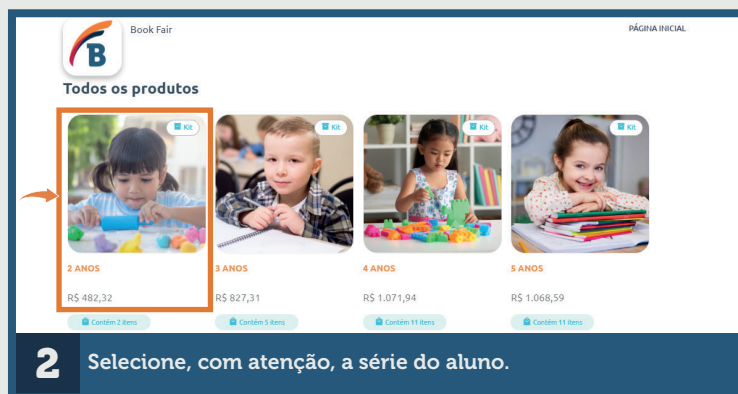 Book Fair
PÁGINA INICIAL
B
Todos os produtos
Kit
Kit
Kit
Kit
2 ANOS
3 ANOS
4 ANOS
5 ANOS
R$ 482,32
R$ 827,31
R$ 1.071,94
R$ 1.068,59
Contém 2 itens
Contém 5 itens
Contém 11 itens
Contém 11 itens
2 Selecione, com atenção, a série do aluno.